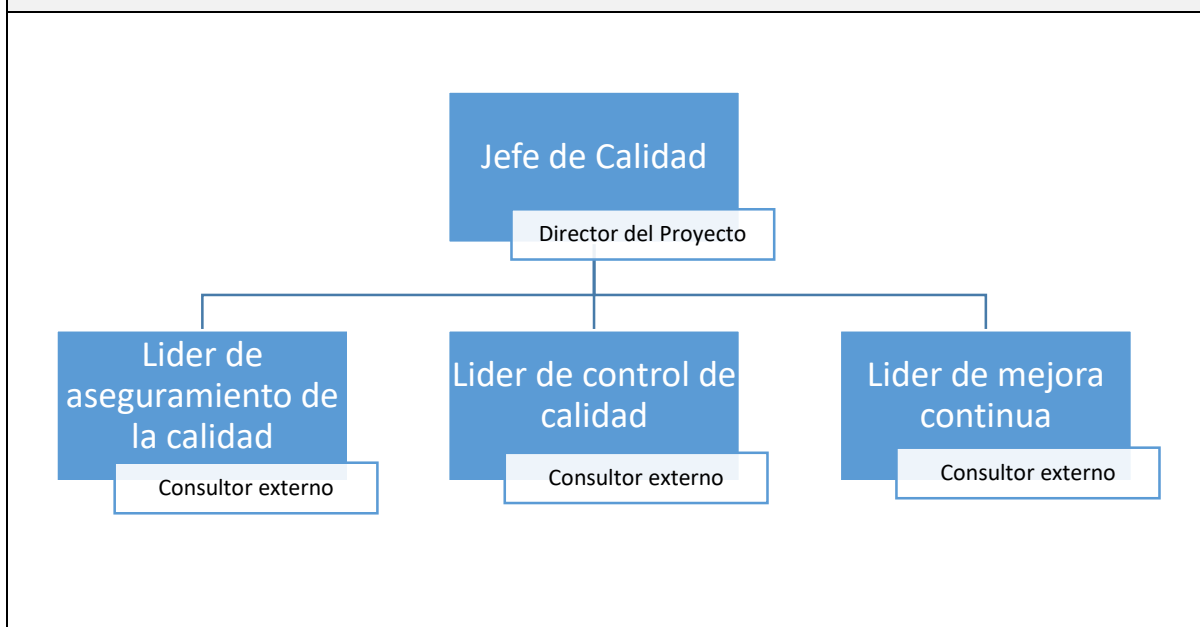 Jefe de Calidad
Director del Proyecto
Lider de
aseguramiento de
la calidad
Consultor externo
Lider de control de
calidad
Consultor externo
Lider de mejora
continua
Consultor externo